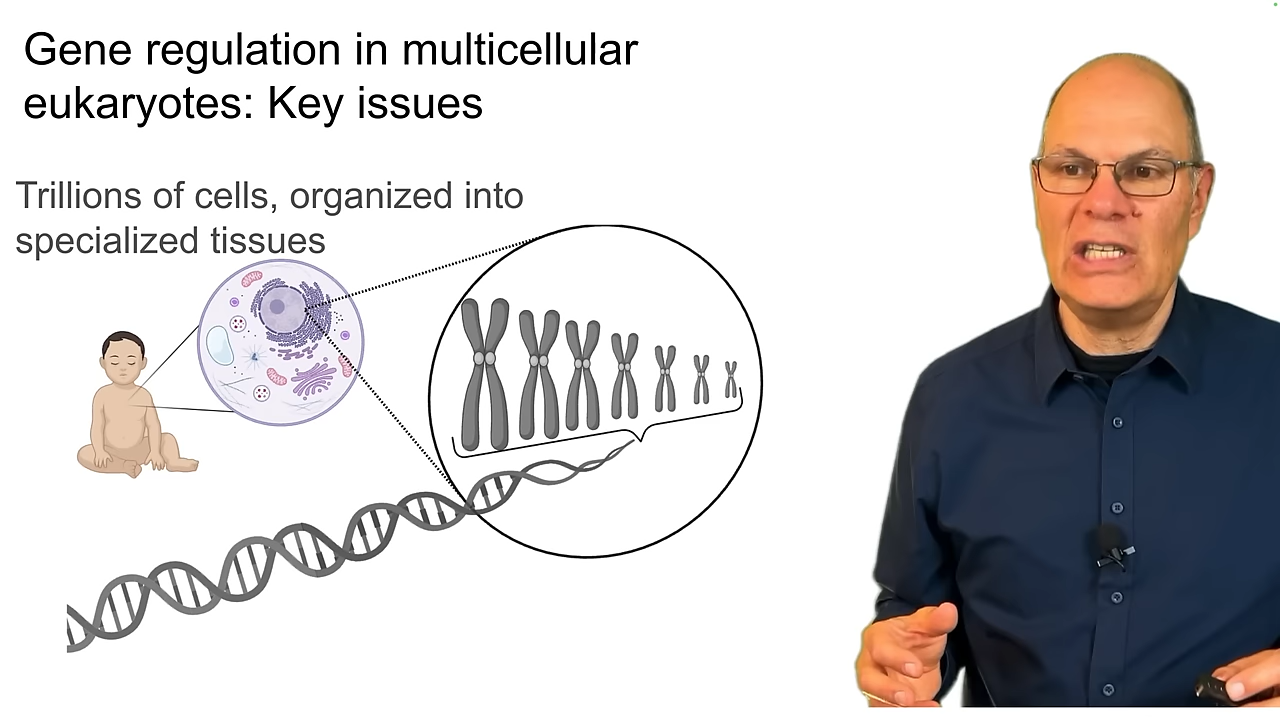 Gene regulation in multicellular
eukaryotes: Key issues
Trillions of cells, organized into
specialized tissues